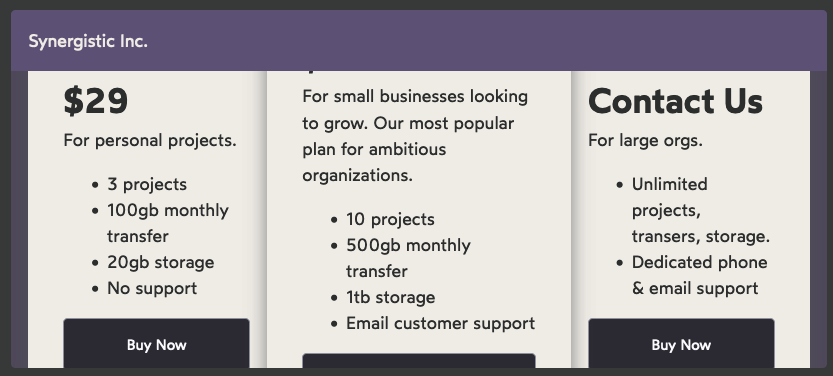 Synergistic Inc.
$29
For personal projects.
• 3 projects
• 100gb monthly
transfer
• 20gb storage
• No support
Buy Now
For small businesses looking
to grow. Our most popular
plan for ambitious
organizations.
• 10 projects
• 500gb monthly
transfer
• 1tb storage
• Email customer support
Contact Us
For large orgs.
• Unlimited
projects,
transers, storage.
• Dedicated phone
& email support
Buy Now